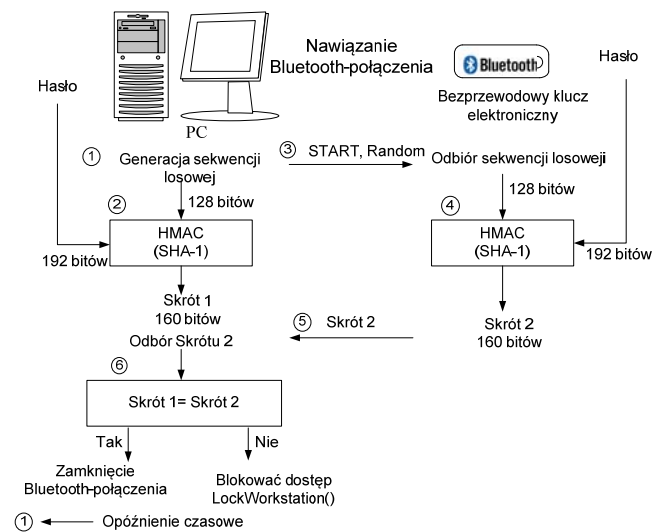 Nawiązanie
Bluetooth-połączenia
Bluetooth
Hasło
Hasło
Bezprzewodowy klucz
elektroniczny
PC
1 Generacja sekwencji
losowej
3 START, Random
Odbiór sekwencji losoweji
128 bitów
128 bitów
2
HMAC
(SHA-1)
192 bitów
4
HMAC
(SHA-1)
192 bitów
Skrót 1
160 bitów
Odbór Skrótu 2
5 Skrót 2
Skrót 2
160 bitów
6
Skrót 1= Skrót 2
Tak
Nie
Zamknięcie
Bluetooth-połączenia
Blokować dostęp
LockWorkstation()
1 Opóźnienie czasowe